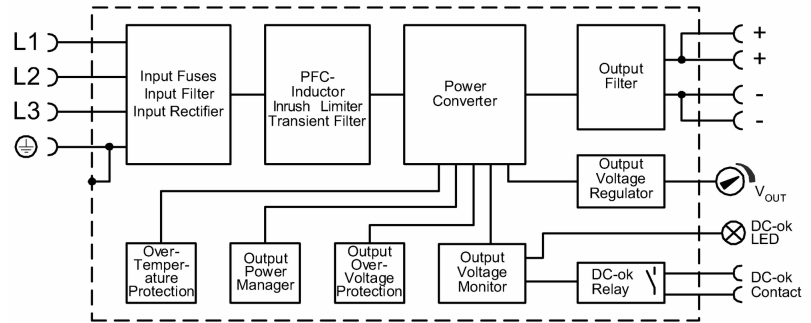 L1
L2
L3
Input Fuses
Input Filter
Input Rectifier
PFC-
Inductor
Inrush Limiter
Transient Filter
Power
Converter
Output
Filter
+
+
-
-
Output
Voltage
Regulator
VOUT
Over-
Temper-
ature
Protection
Output
Power
Manager
Output
Over-
Voltage
Protection
Output
Voltage
Monitor
DC-ok
Relay
DC-ok
LED
DC-ok
Contact